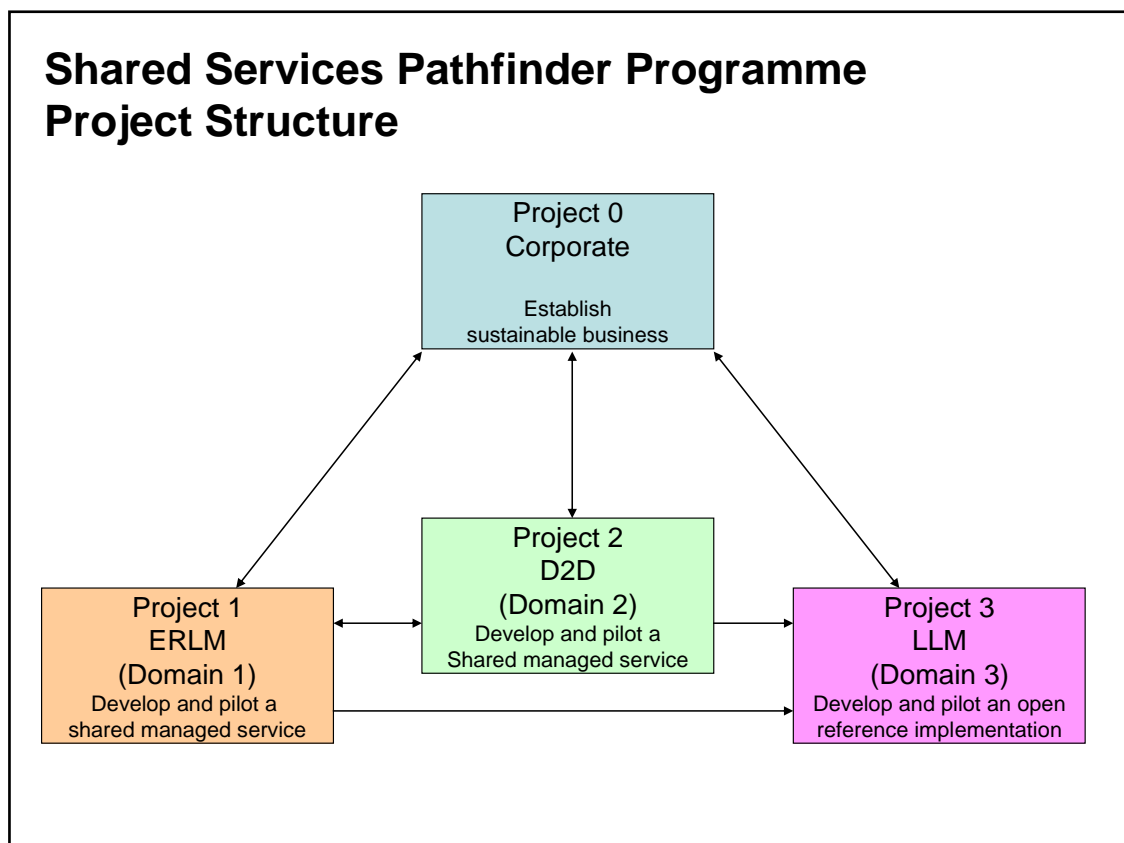 Shared Services Pathfinder Programme
Project Structure
Project 0
Corporate
Establish
sustainable business
Project 2
D2D
(Domain 2)
Develop and pilot a
Shared managed service
Project 1
ERLM
(Domain 1)
Develop and pilot a
shared managed service
Project 3
LLM
(Domain 3)
Develop and pilot an open
reference implementation